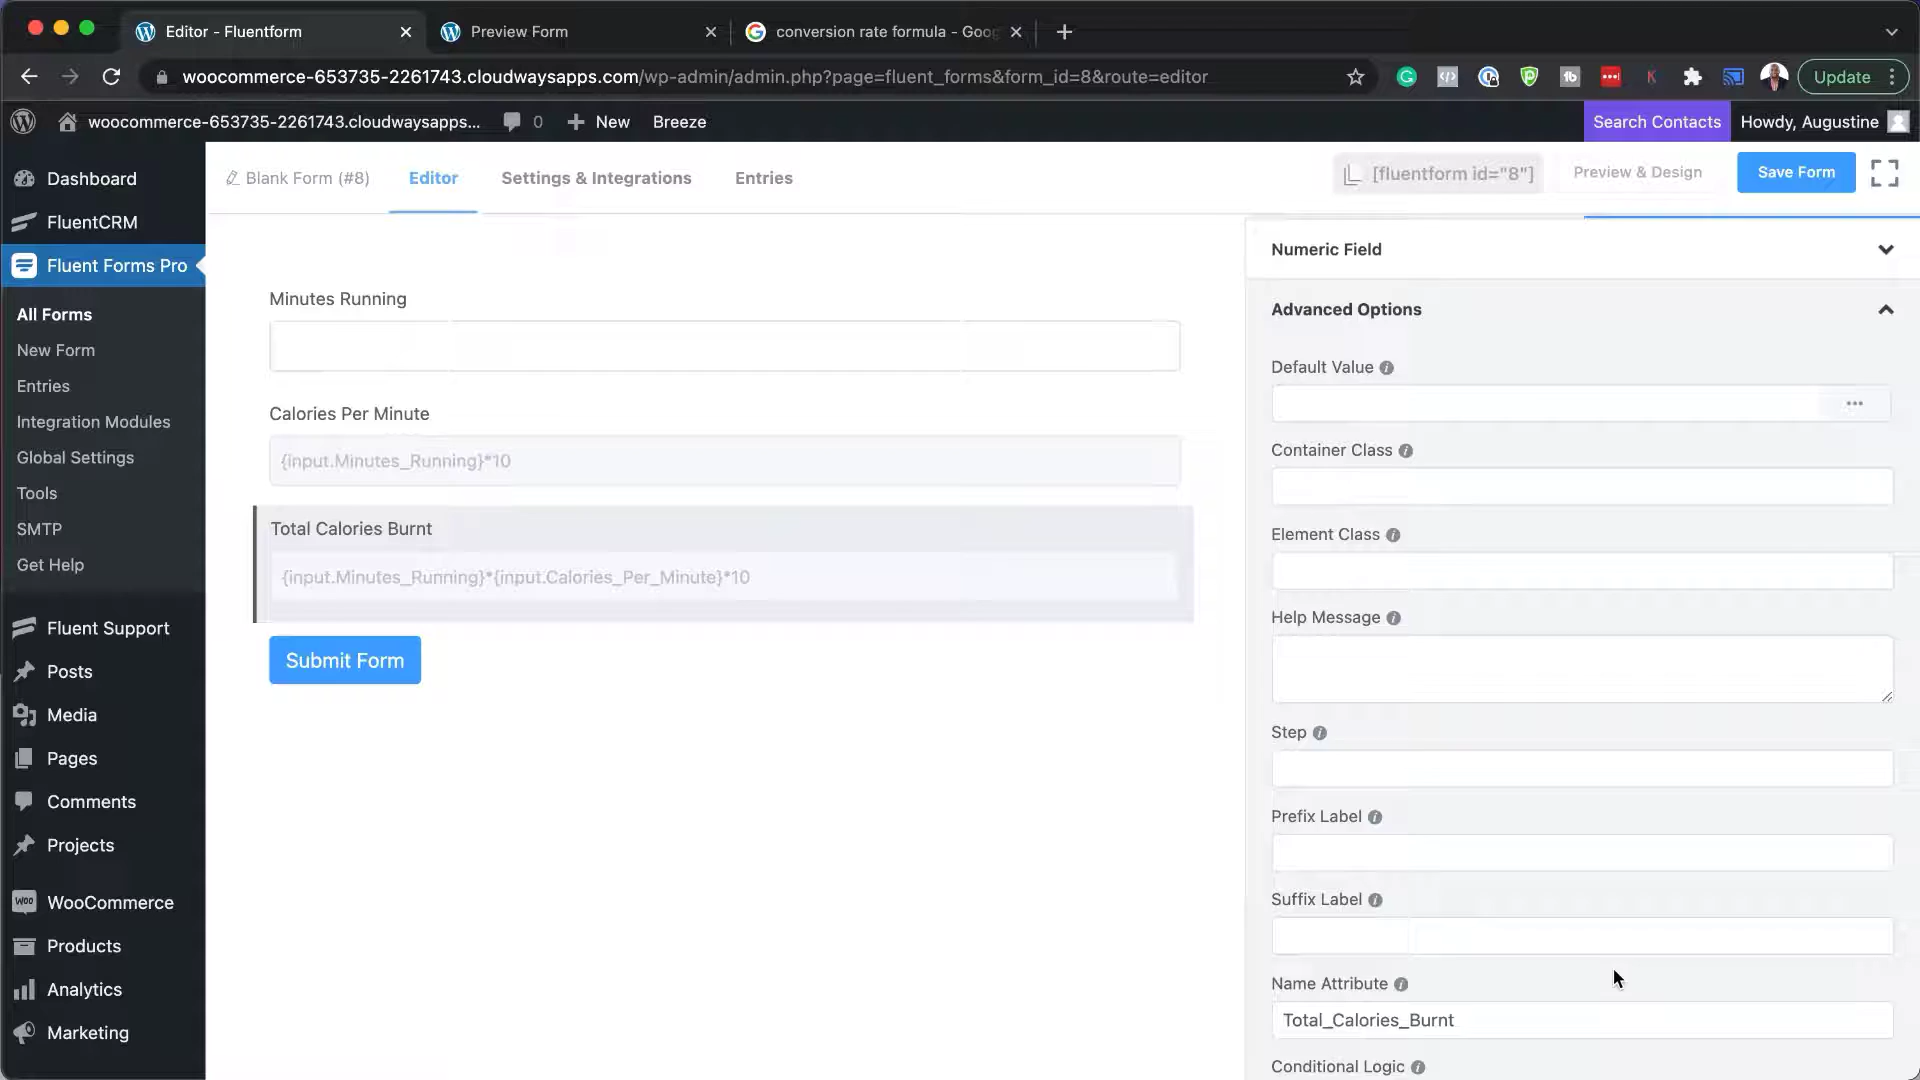 Editor - Fluentform
Preview Form
conversion rate formula - Goo
woocommerce-653735-2261743.cloudwaysapps.com/wp-admin/admin.php?page=fluent_forms&form_id=8&route=editor
Update
woocommerce-653735-2261743.cloudwaysapps...
0
New
Breeze
Search Contacts
Howdy, Augustine
Dashboard
FluentCRM
Fluent Forms Pro
All Forms
New Form
Entries
Integration Modules
Global Settings
Tools
SMTP
Get Help
Fluent Support
Posts
Media
Pages
Comments
Projects
WooCommerce
Products
Analytics
Marketing
Blank Form (#8)
Editor
Settings & Integrations
Entries
[fluentform id="8"]
Preview & Design
Save Form
Minutes Running
Calories Per Minute
{input.Minutes_Running}*10
Total Calories Burnt
{input.Minutes_Running}*{input.Calories_Per_Minute}*10
Submit Form
Numeric Field
Advanced Options
Default Value
Container Class
Element Class
Help Message
Step
Prefix Label
Suffix Label
Name Attribute
Total_Calories_Burnt
Conditional Logic